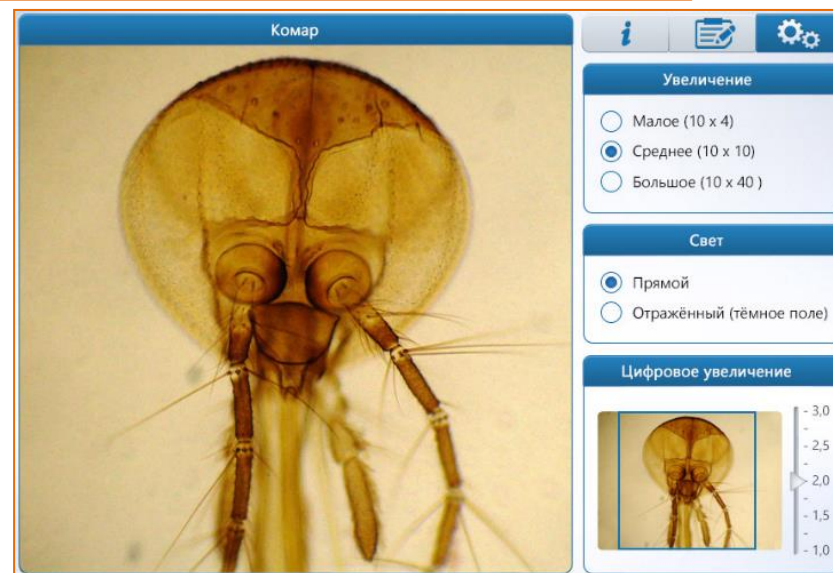 Комар
i
Увеличение
Малое (10 x 4)
Среднее (10 x 10)
Большое (10 x 40 )
Свет
Прямой
Отражённый (тёмное поле)
Цифровое увеличение
- 3,0
-
- 2,5
-
- 2,0
-
- 1,5
-
- 1,0